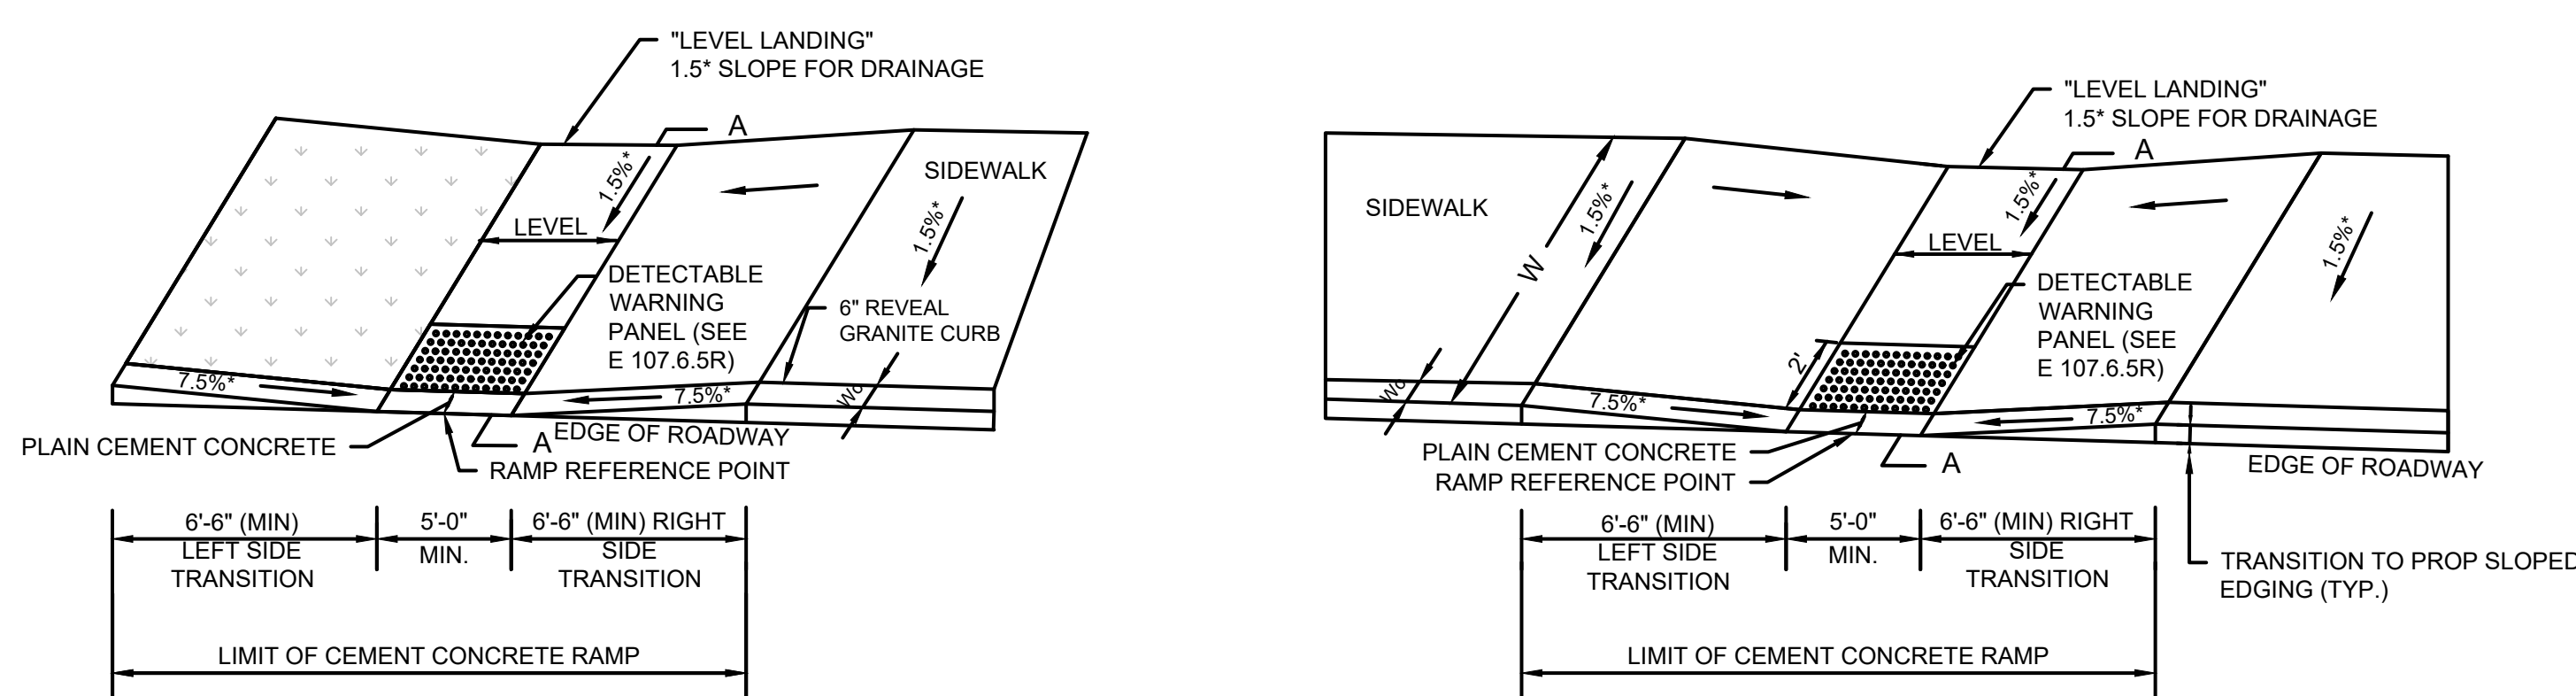 "LEVEL LANDING"
1.5* SLOPE FOR DRAINAGE
A
1.5%*
SIDEWALK
LEVEL
1.5%*
DETECTABLE
WARNING
PANEL (SEE
E 107.6.5R)
6" REVEAL
GRANITE CURB
7.5%*
7.5%*
Wo
PLAIN CEMENT CONCRETE
A
EDGE OF ROADWAY
RAMP REFERENCE POINT
6'-6" (MIN)
LEFT SIDE
TRANSITION
5'-0"
MIN.
6'-6" (MIN) RIGHT
SIDE
TRANSITION
LIMIT OF CEMENT CONCRETE RAMP
"LEVEL LANDING"
1.5* SLOPE FOR DRAINAGE
A
SIDEWALK
1.5%*
1.5%*
W
LEVEL
1.5%*
DETECTABLE
WARNING
PANEL (SEE
E 107.6.5R)
2'
Wo
7.5%*
7.5%*
PLAIN CEMENT CONCRETE
RAMP REFERENCE POINT
A
EDGE OF ROADWAY
6'-6" (MIN)
LEFT SIDE
TRANSITION
5'-0"
MIN.
6'-6" (MIN) RIGHT
SIDE
TRANSITION
TRANSITION TO PROP SLOPED
EDGING (TYP.)
LIMIT OF CEMENT CONCRETE RAMP